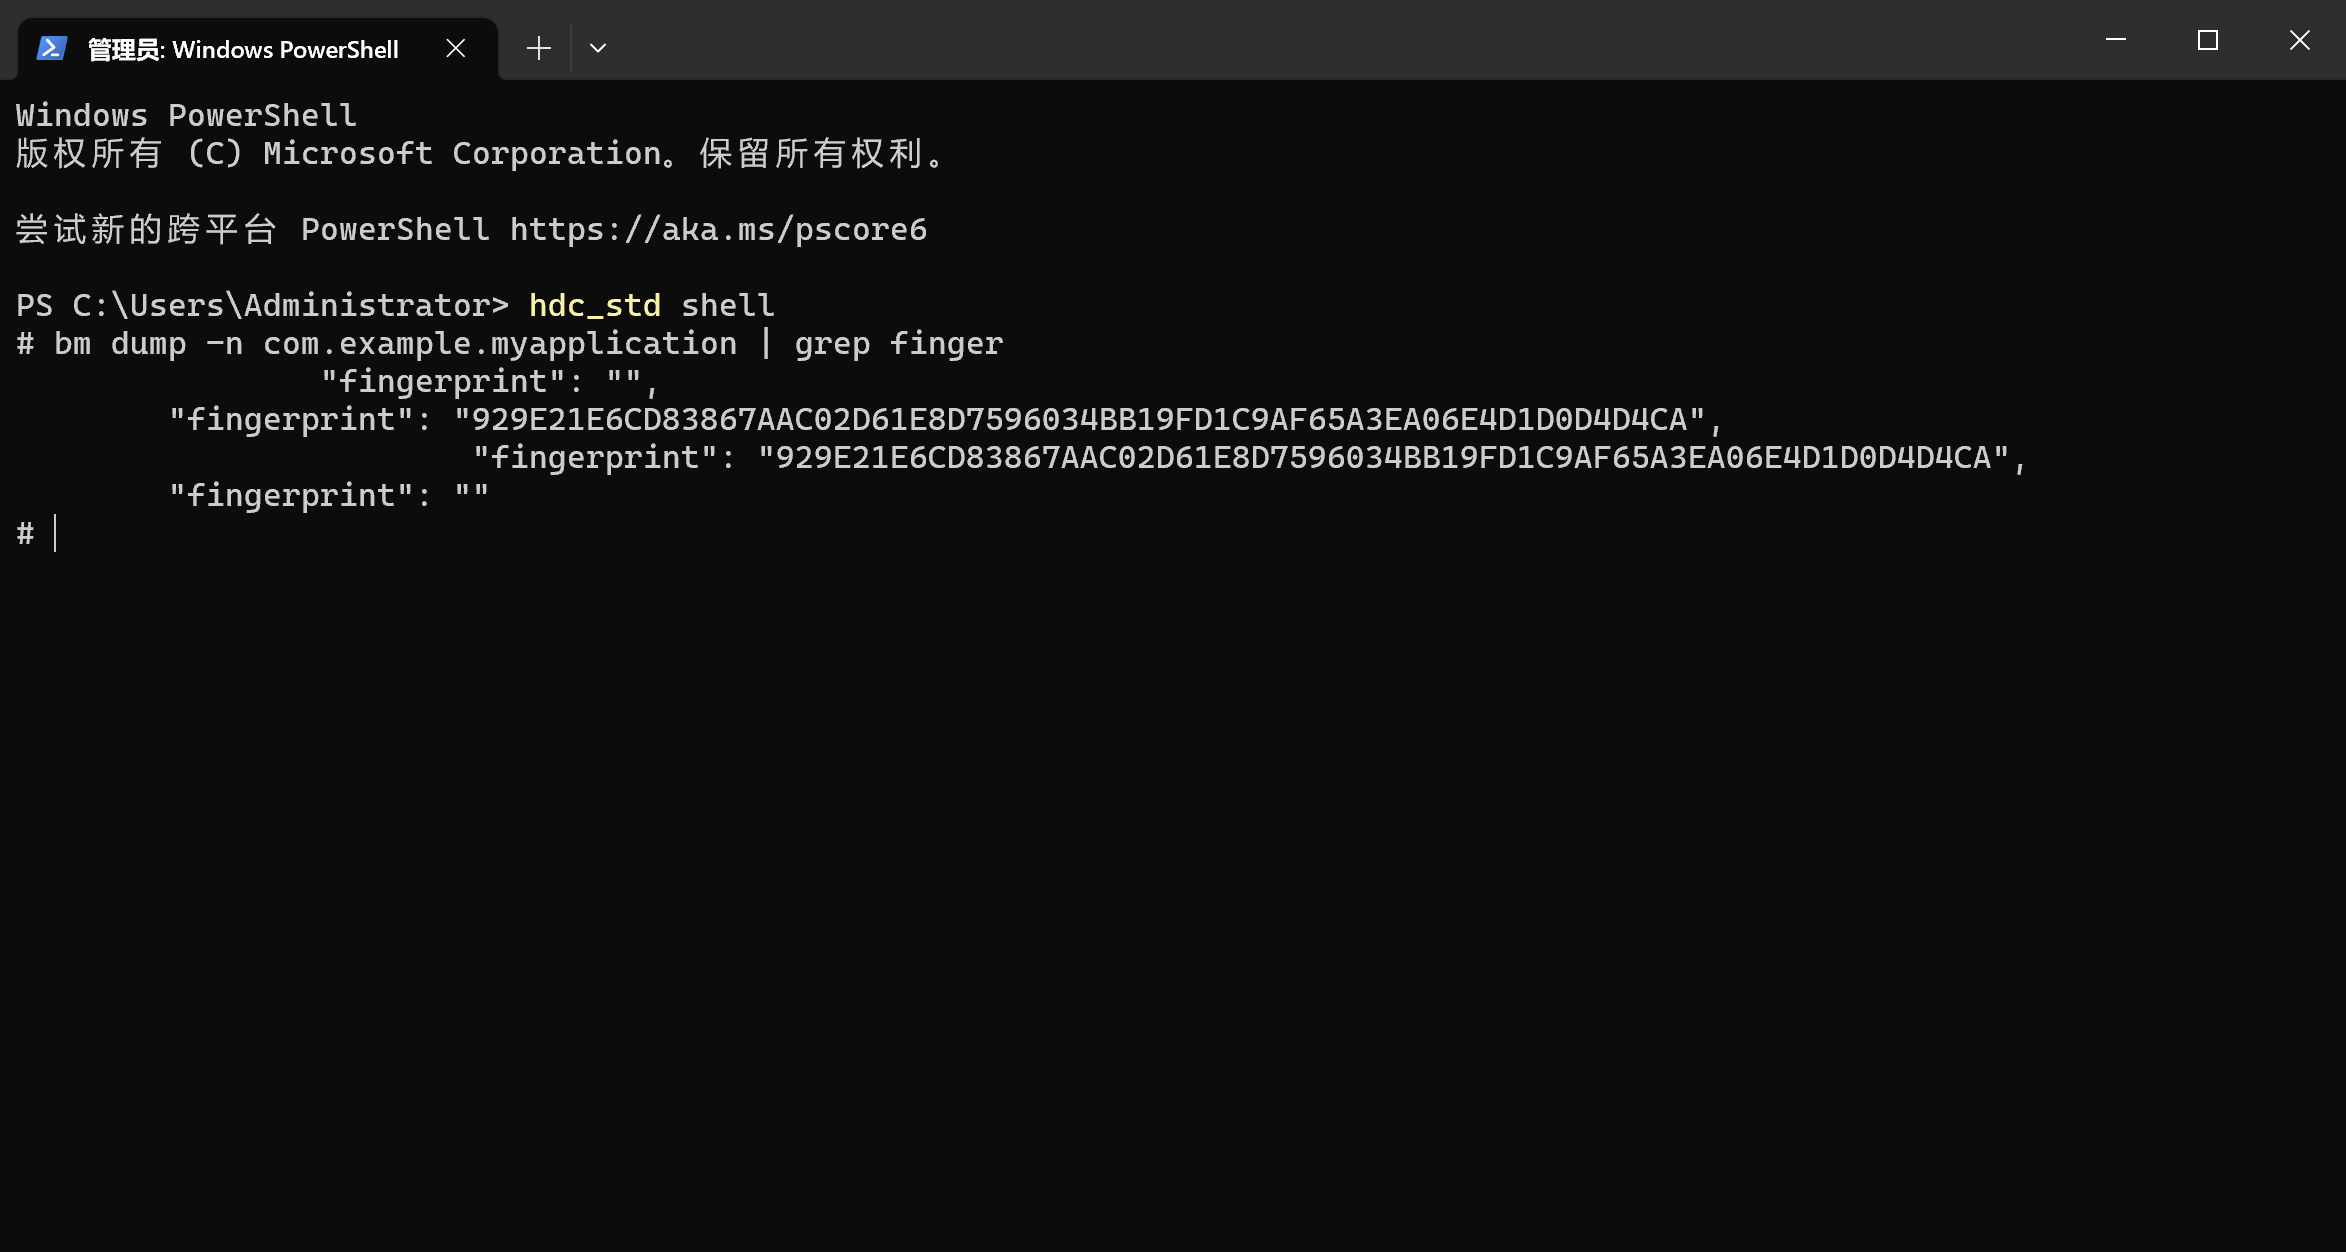 管理员: Windows PowerShell
Windows PowerShell
版权所有 (C) Microsoft Corporation。保留所有权利。
尝试新的跨平台 PowerShell https://aka.ms/pscore6
PS C:\Users\Administrator> hdc_std shell
# bm dump -n com.example.myapplication | grep finger
"fingerprint": "",
"fingerprint": "929E21E6CD83867AAC02D61E8D7596034BB19FD1C9AF65A3EA06E4D1D0D4D4CA",
"fingerprint": "929E21E6CD83867AAC02D61E8D7596034BB19FD1C9AF65A3EA06E4D1D0D4D4CA",
"fingerprint": ""
#